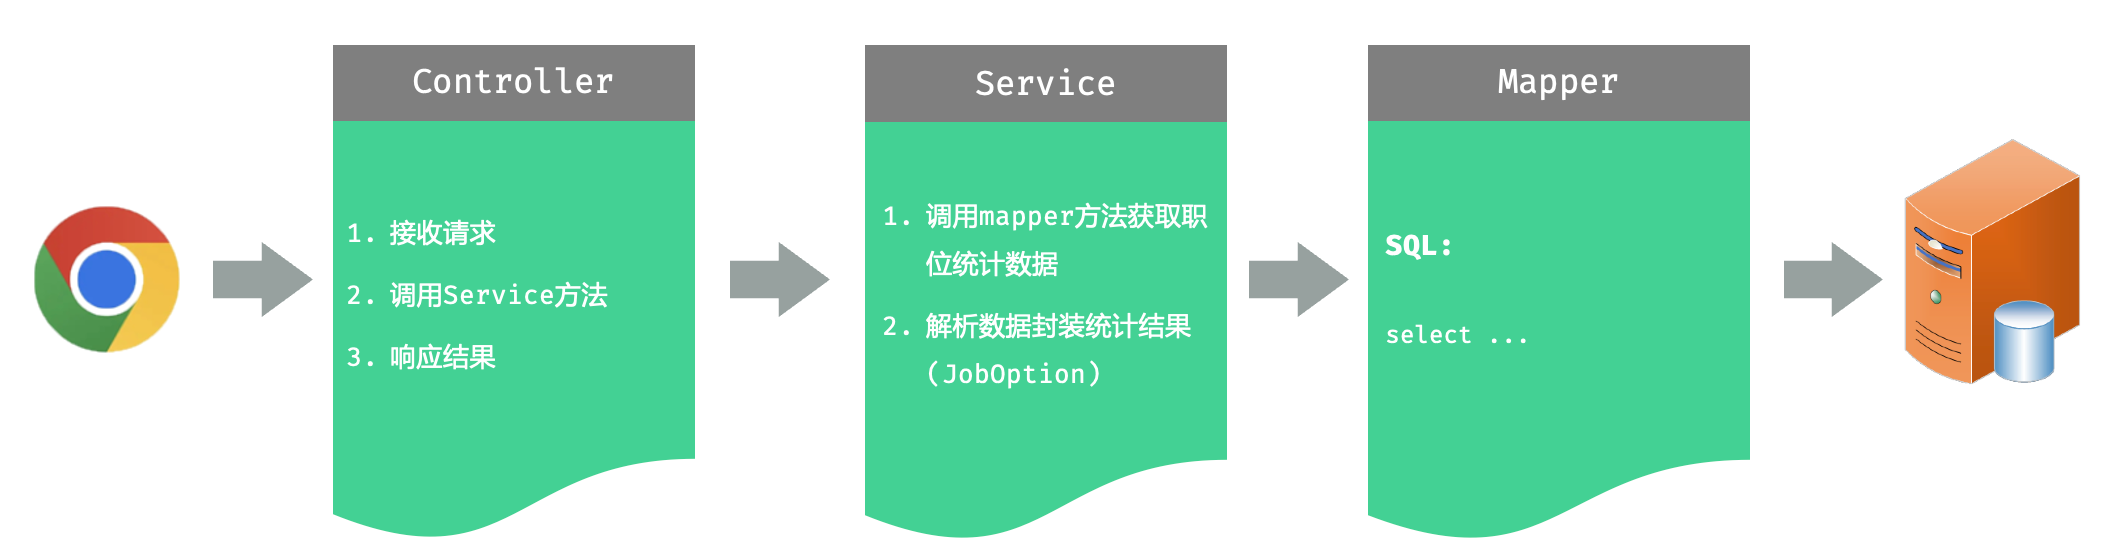 Controller
1. 接收请求
2. 调用Service方法
3. 响应结果
Service
1. 调用mapper方法获取职
位统计数据
2. 解析数据封装统计结果
(JobOption)
Mapper
SQL:
select ...